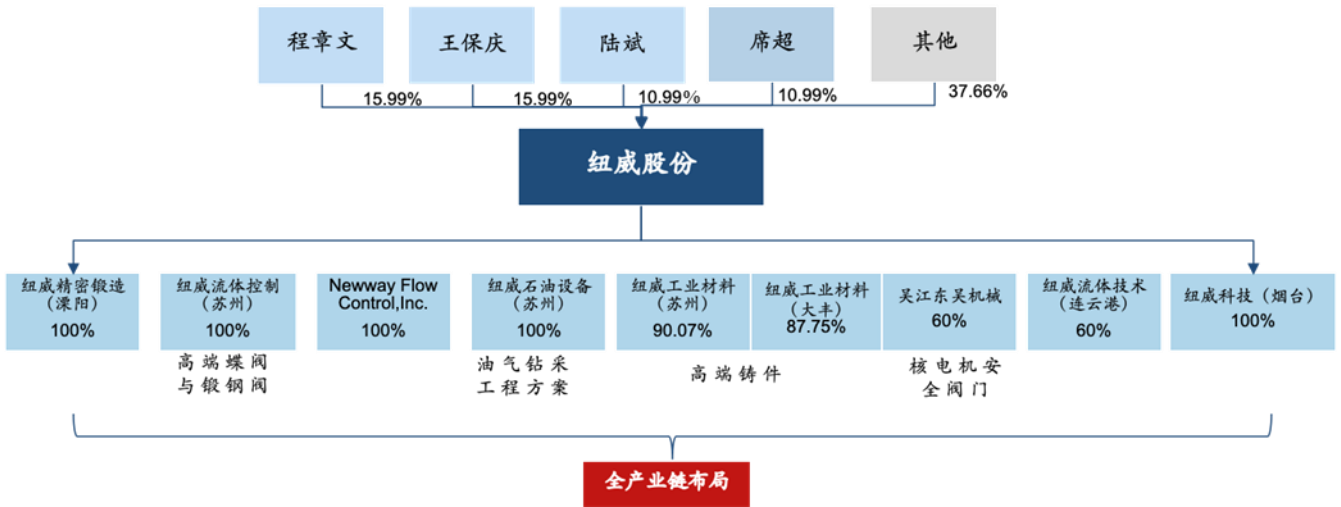 程章文
王保庆
陆斌
席超
其他
15.99%
15.99%
10.99%
10.99%
37.66%
纽威股份
纽威精密锻造
（溧阳）
100%
纽威流体控制
（苏州）
100%
Newway Flow
Control,Inc.
100%
纽威石油设备
（苏州）
100%
纽威工业材料
（苏州）
90.07%
纽威工业材料
（大丰）
87.75%
吴江东吴机械
60%
纽威流体技术
（连云港）
60%
纽威科技（烟台）
100%
高端蝶阀
与锻钢阀
油气钻采
工程方案
高端铸件
核电机安
全阀门
全产业链布局